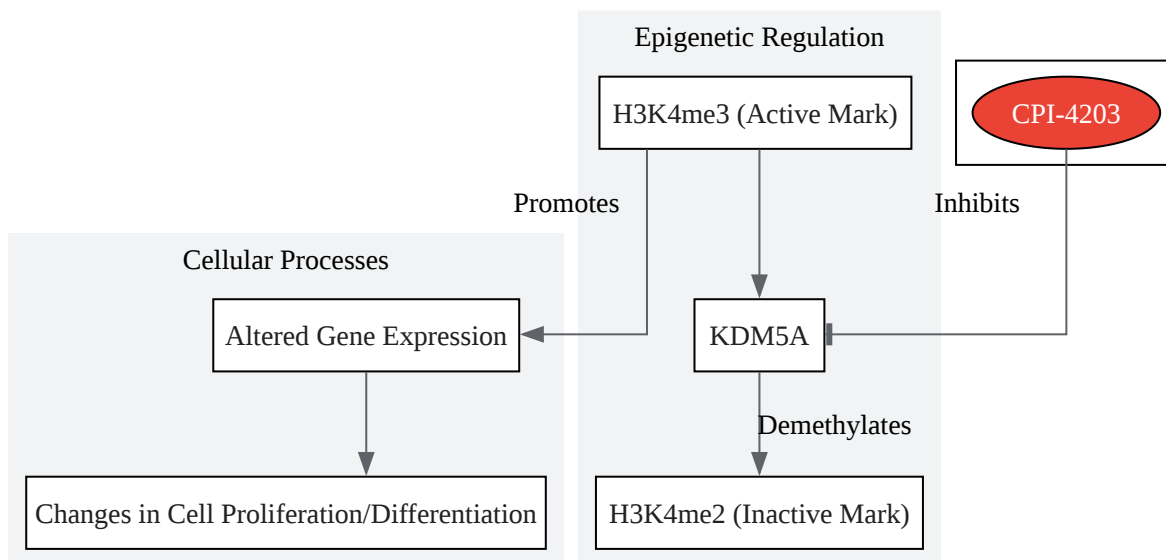 Epigenetic Regulation
H3K4me3 (Active Mark)
CPI-4203
Promotes
Inhibits
Cellular Processes
Altered Gene Expression
KDM5A
Demethylates
Changes in Cell Proliferation/Differentiation
H3K4me2 (Inactive Mark)